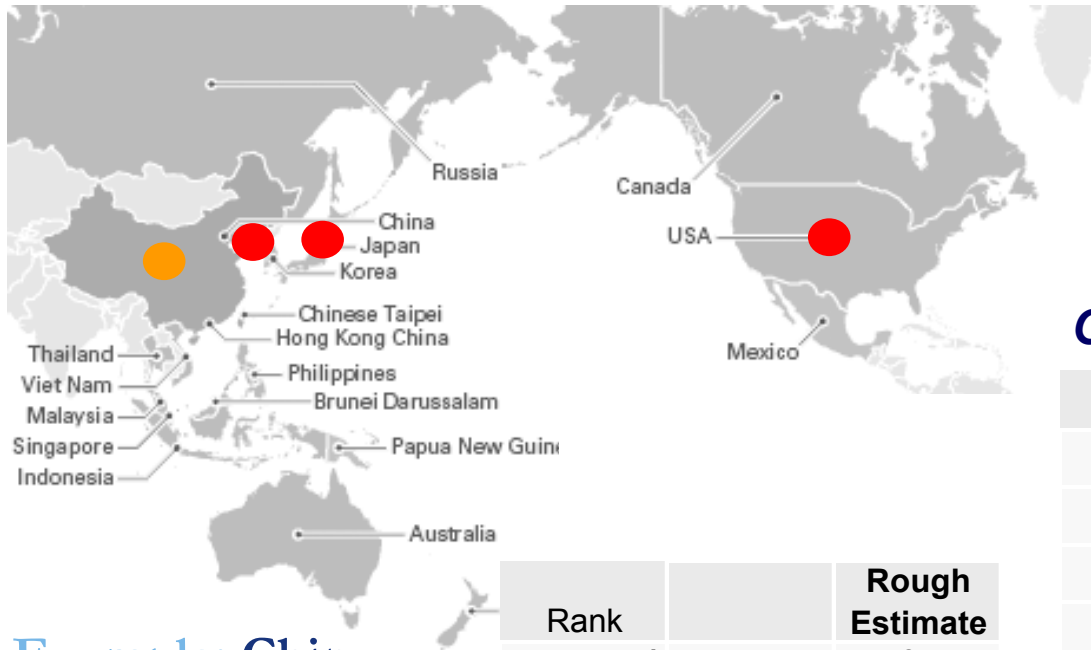 Russia
Canada
China
USA
Japan
Korea
Chinese Taipei
Hong Kong China
Thailand
Mexico
Viet Nam
Philippines
Malaysia
Brunei Darussalam
Singapore
Papua New Guin
Indonesia
Australia
Rank
Rough
Estimate